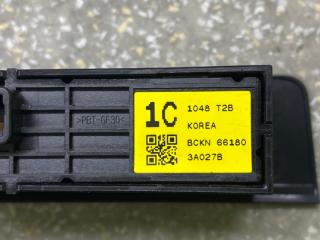 >PBT-GF30<
1C
1048 T2B
KOREA
BCKN 66180
3A027B